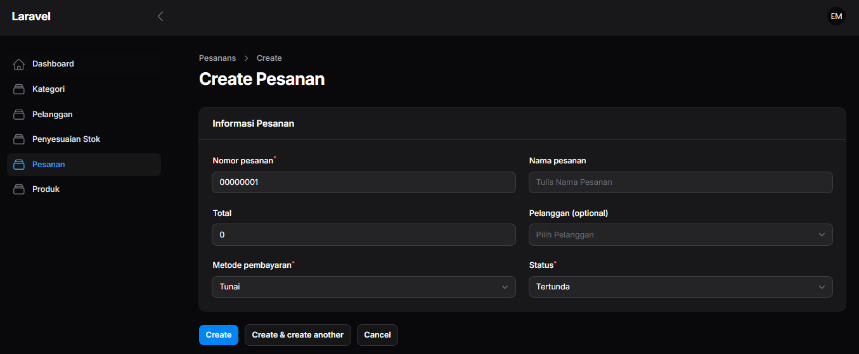 Laravel
EM
Dashboard
Kategori
Pelanggan
Penyesuaian Stok
Pesanan
Produk
Pesanans > Create
Create Pesanan
Informasi Pesanan
Nomor pesanan*
00000001
Nama pesanan
Tulis Nama Pesanan
Total
0
Pelanggan (optional)
Pilih Pelanggan
Metode pembayaran*
Tunai
Status*
Tertunda
Create
Create & create another
Cancel